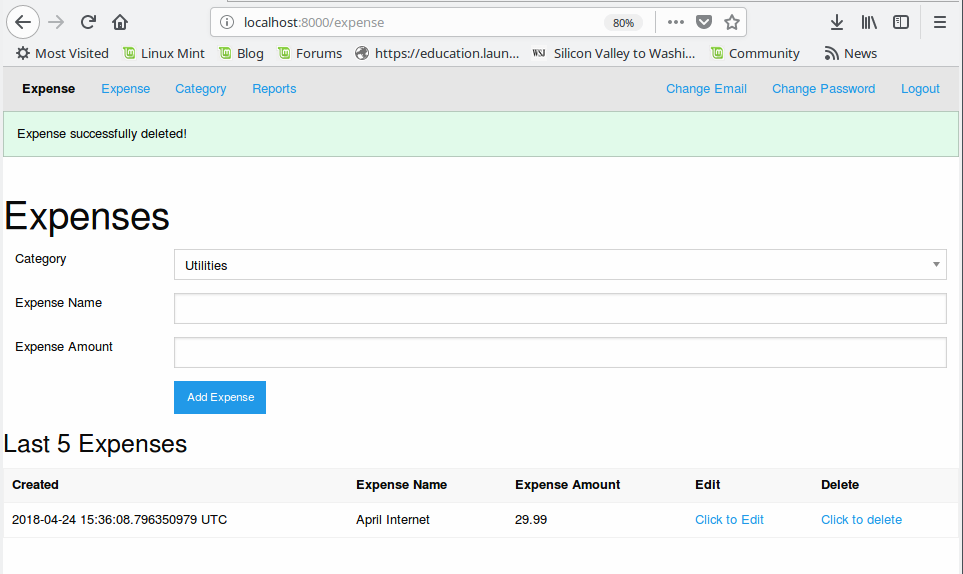 localhost:8000/expense 80%
Most Visited Linux Mint Blog Forums https://education.laun... WSJ Silicon Valley to Washi... Community News
Expense Expense Category Reports Change Email Change Password Logout
Expense successfully deleted!
Expenses
Category Utilities
Expense Name
Expense Amount
Add Expense
Last 5 Expenses
Created Expense Name Expense Amount Edit Delete
2018-04-24 15:36:08.796350979 UTC April Internet 29.99 Click to Edit Click to delete